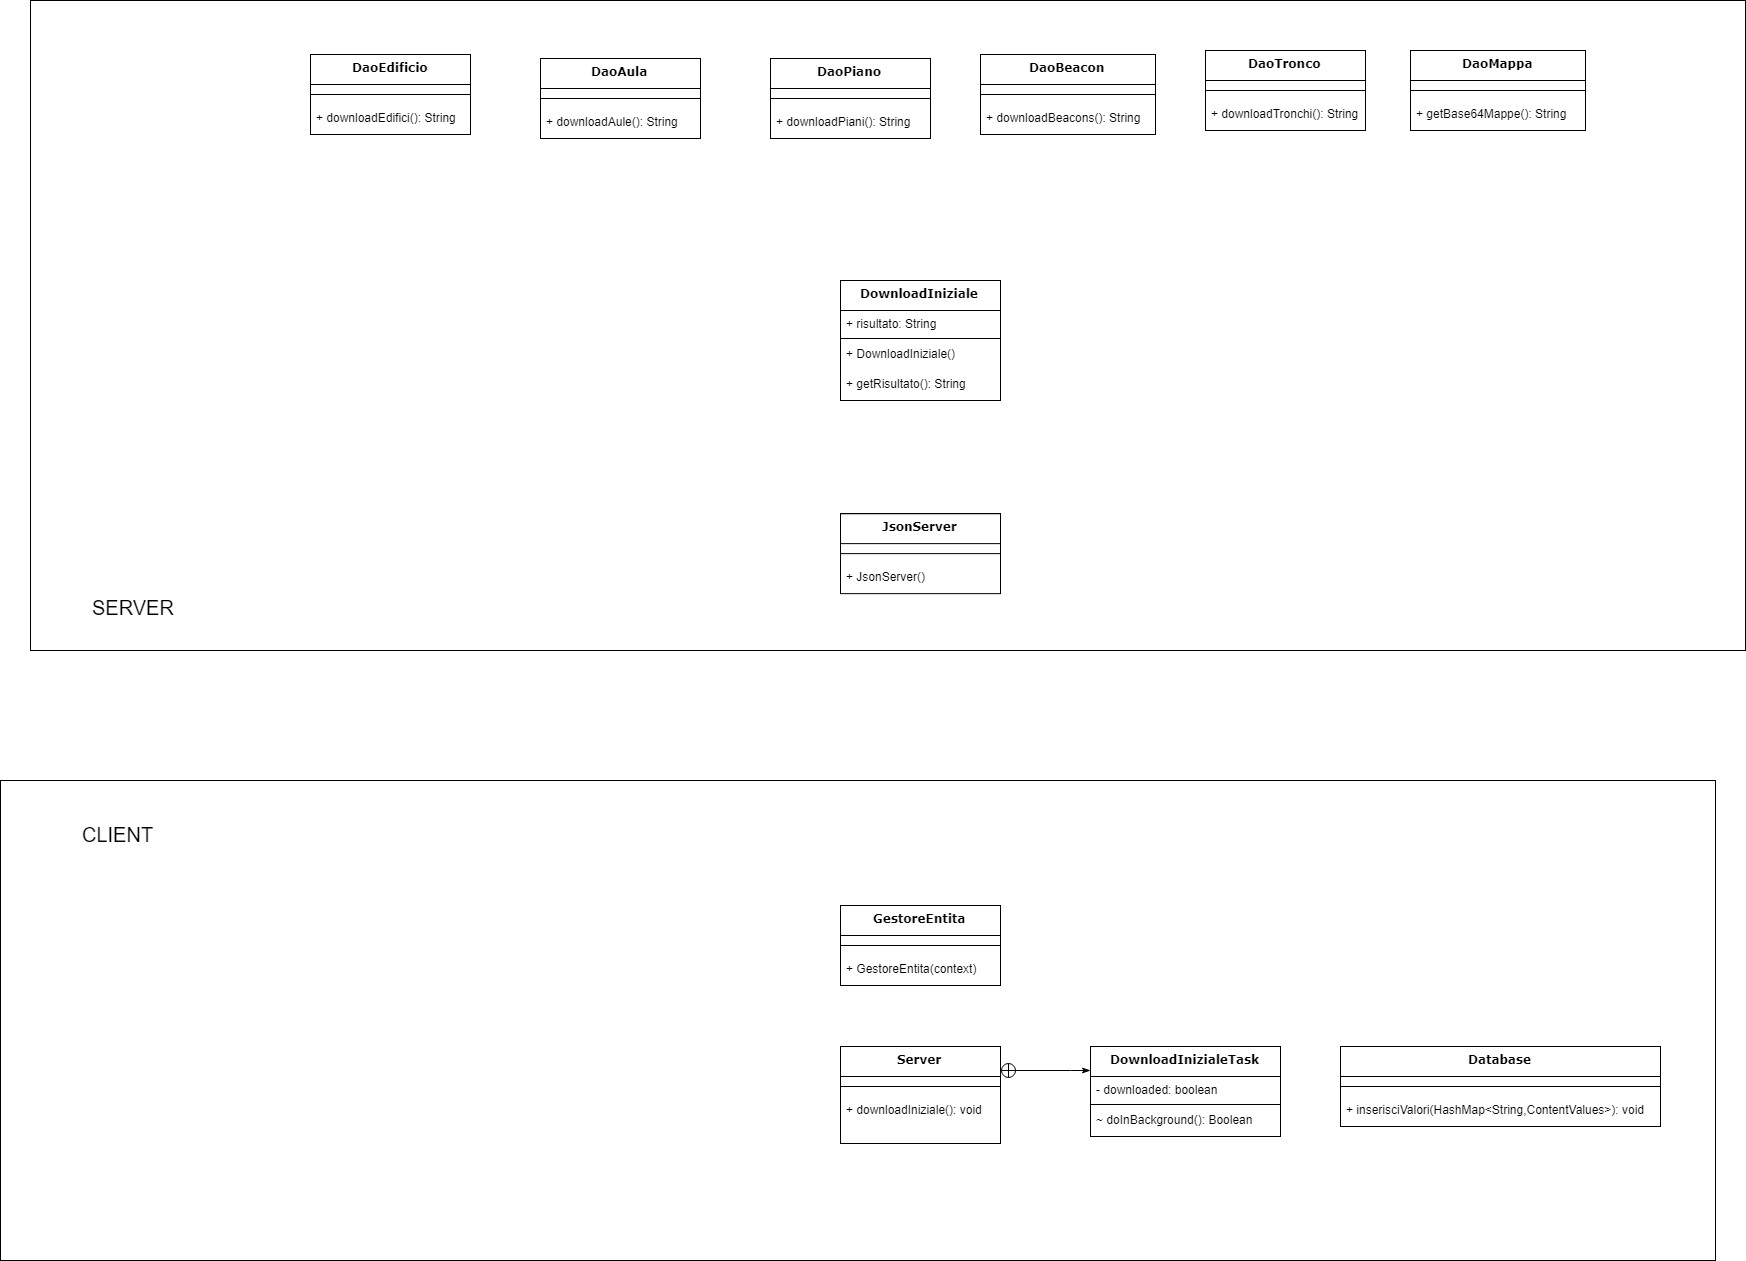 DaoEdificio
+ downloadEdifici(): String
DaoAula
+ downloadAule(): String
DaoPiano
+ downloadPiani(): String
DaoBeacon
+ downloadBeacons(): String
DaoTronco
+ downloadTronchi(): String
DaoMappa
+ getBase64Mappe(): String
DownloadIniziale
+ risultato: String
+ DownloadIniziale()
+ getRisultato(): String
JsonServer
+ JsonServer()
SERVER
CLIENT
GestoreEntita
+ GestoreEntita(context)
Server
+ downloadIniziale(): void
DownloadInizialeTask
- downloaded: boolean
~ doInBackground(): Boolean
Database
+ inserisciValori(HashMap<String,ContentValues>): void